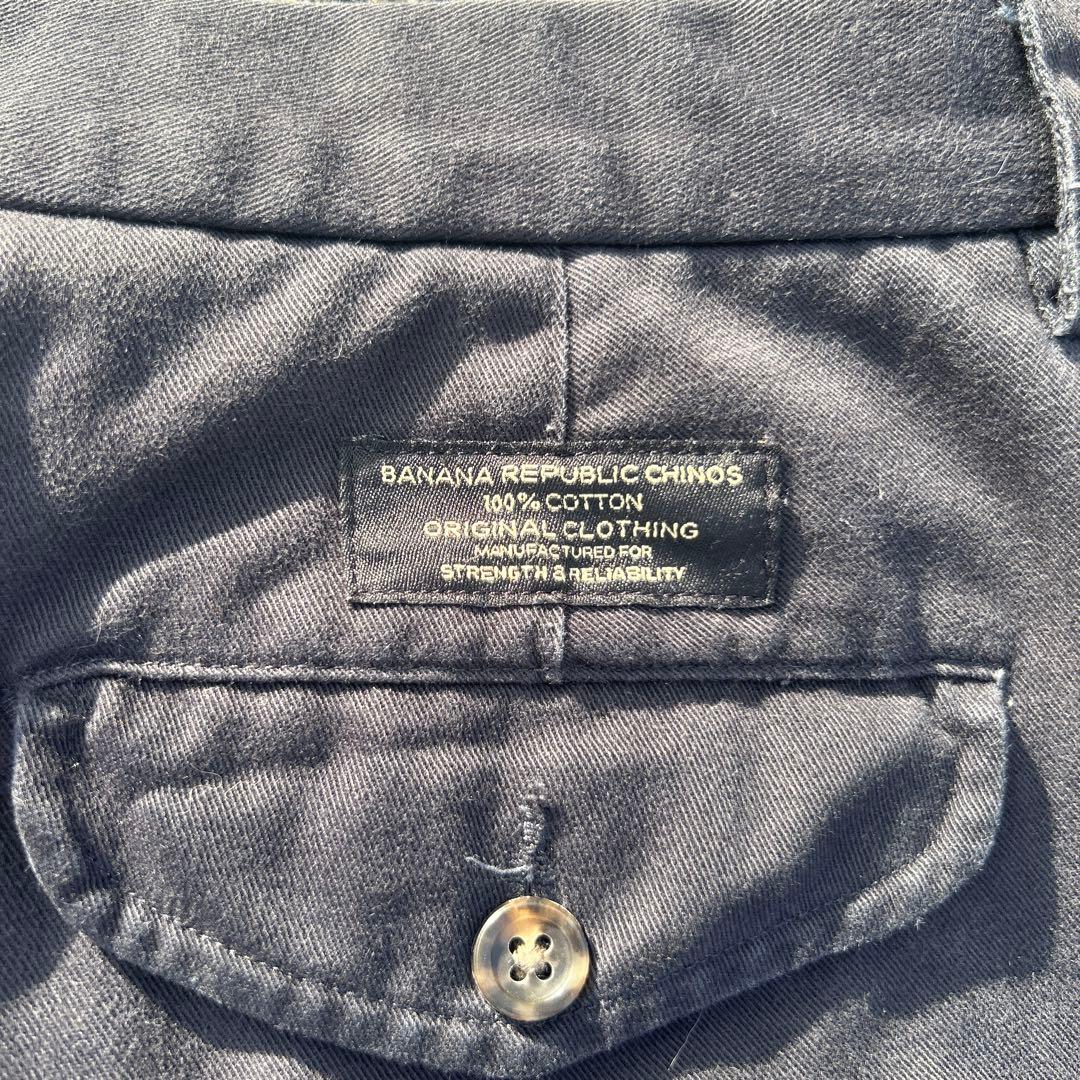 BANANA REPUBLIC CHINOS
100% COTTON
ORIGINAL CLOTHING
MANUFACTURED FOR
STRENGTH & RELIABILITY